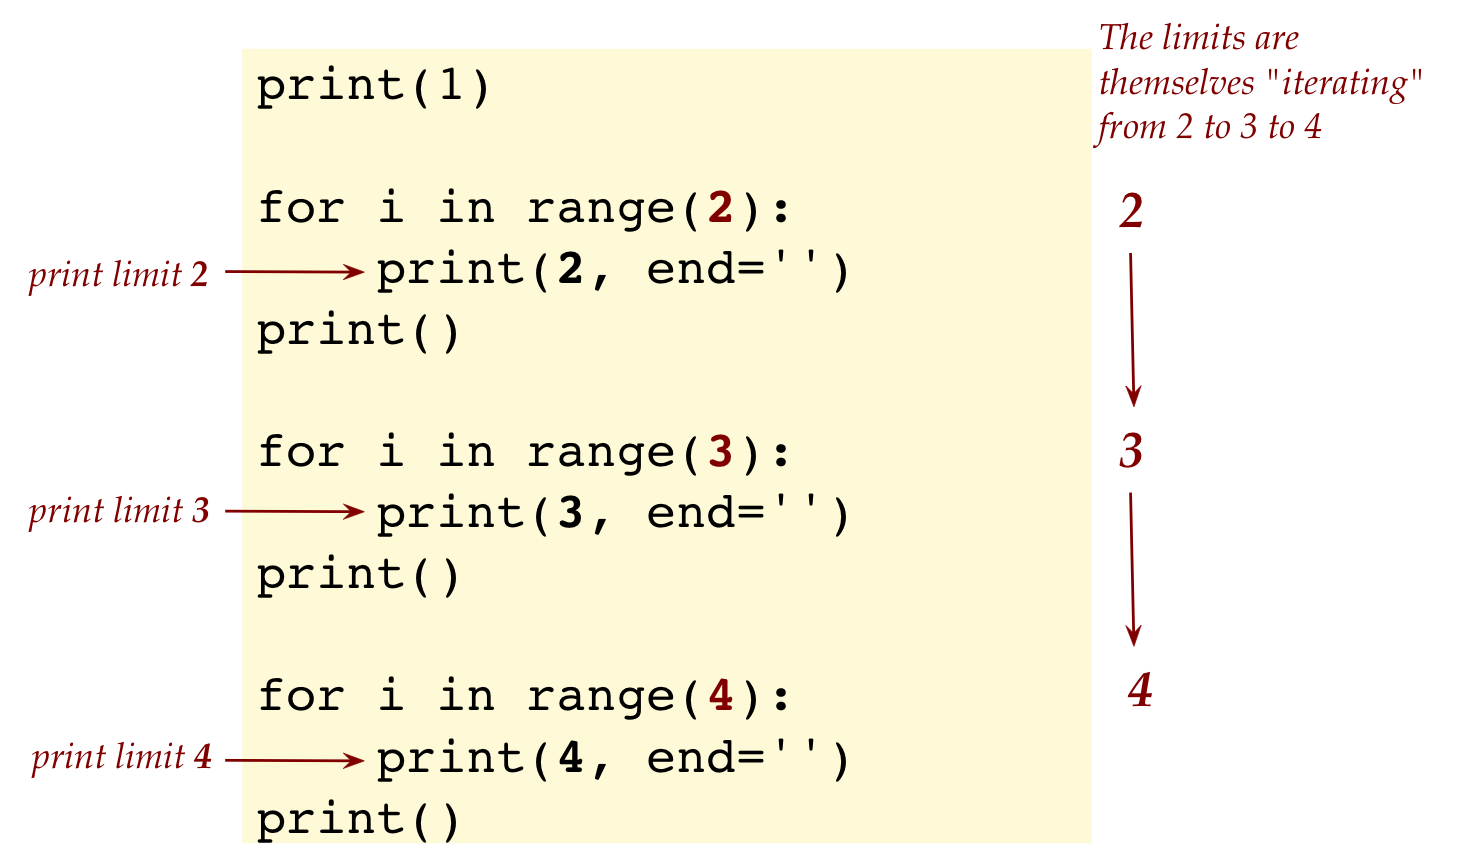 The limits are
themselves "iterating"
from 2 to 3 to 4
print(1)
for i in range(2):
2
print limit 2
print(2, end='')
print()
for i in range(3):
3
print limit 3
print(3, end='')
print()
for i in range(4):
4
print limit 4
print(4, end='')
print()